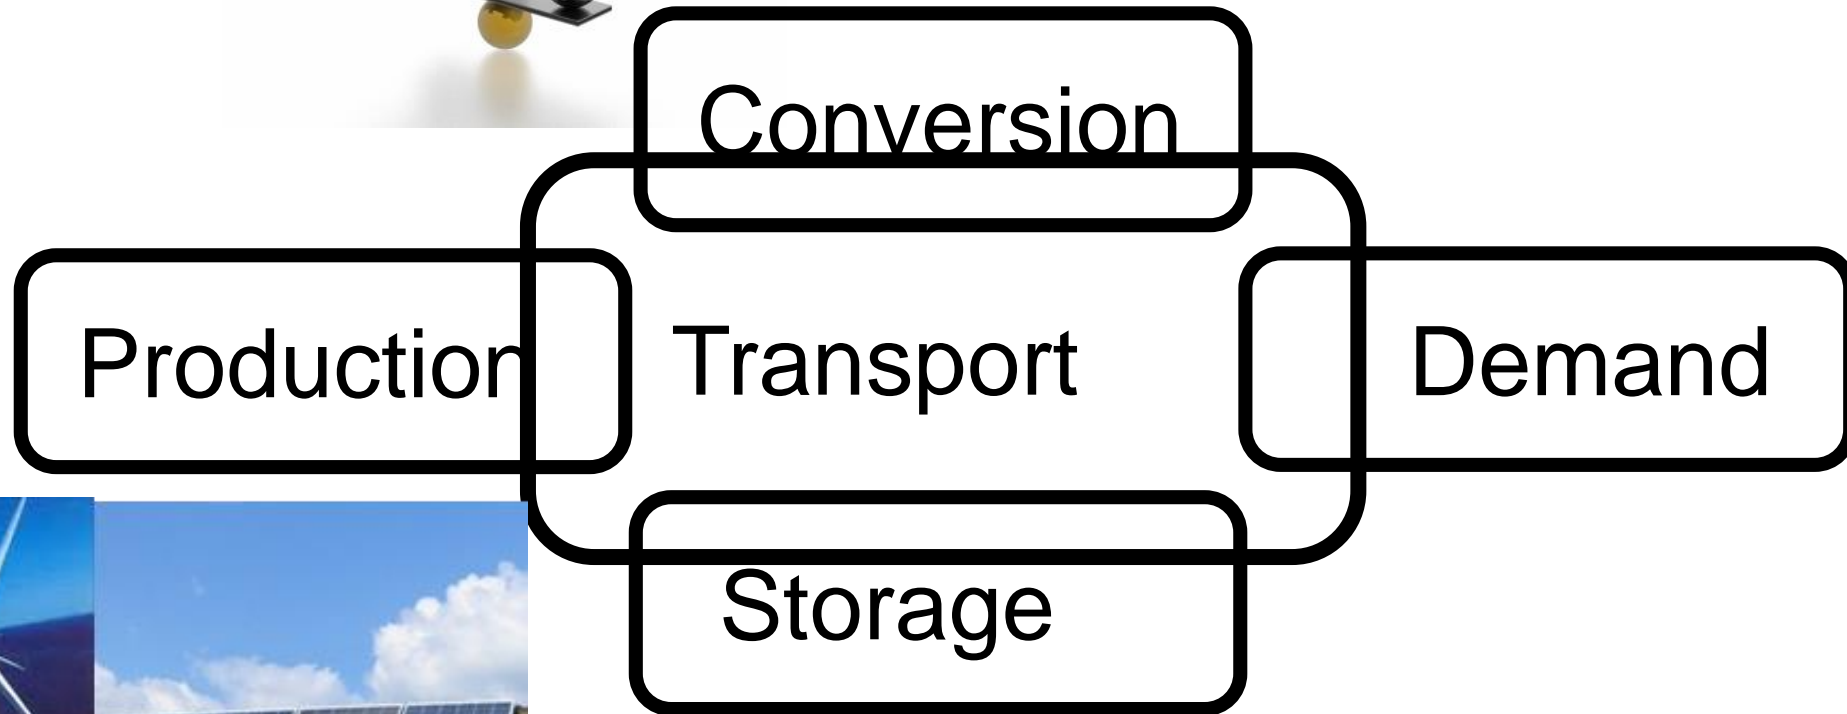 Conversion
Production
Transport
Demand
Storage